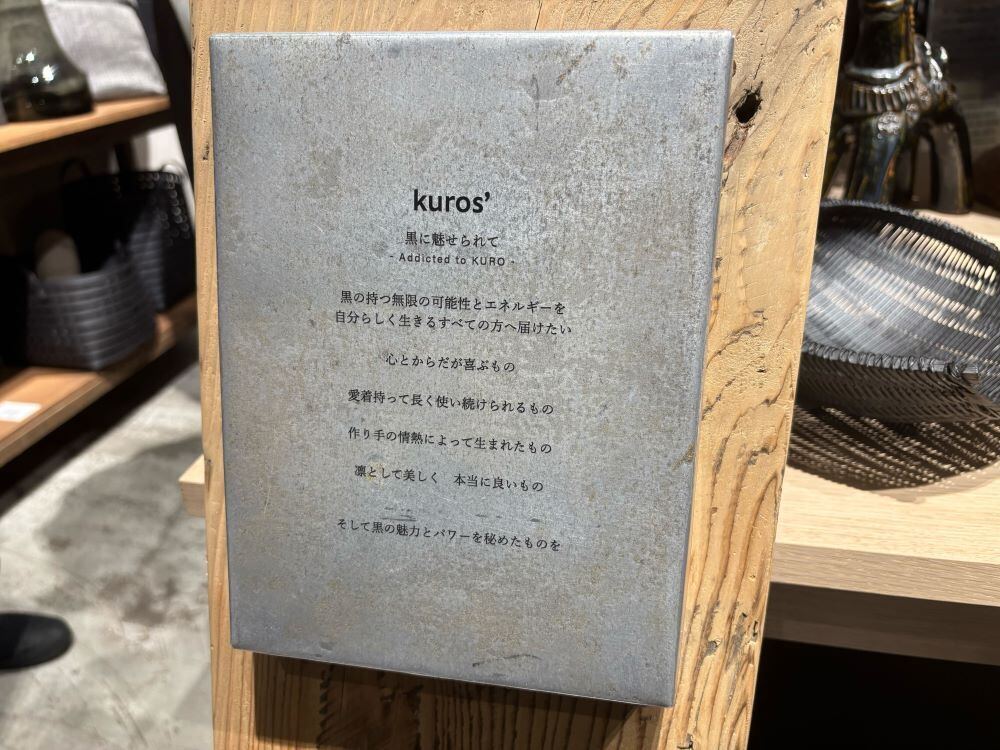 kuros’
黒に魅せられて
- Addicted to KURO -
黒の持つ無限の可能性とエネルギーを
自分らしく生きるすべての方へ届けたい
心とからだが喜ぶもの
愛着持って長く使い続けられるもの
作り手の情熱によって生まれたもの
凛として美しく　本当に良いもの
そして黒の魅力とパワーを秘めたものを